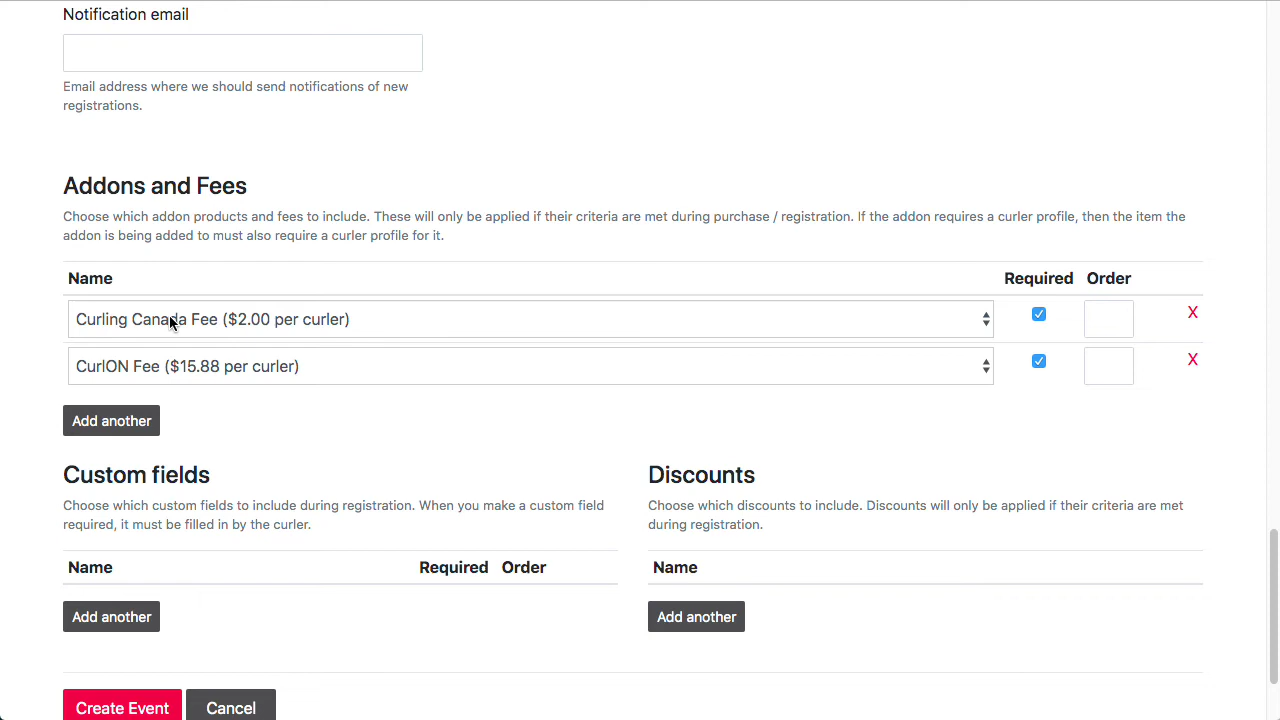 Notification email
Email address where we should send notifications of new
registrations.
Addons and Fees
Choose which addon products and fees to include. These will only be applied if their criteria are met during purchase / registration. If the addon requires a curler profile, then the item the
addon is being added to must also require a curler profile for it.
Name Required Order
Curling Canada Fee ($2.00 per curler) X
CurlON Fee ($15.88 per curler) X
Add another
Custom fields
Choose which custom fields to include during registration. When you make a custom field
required, it must be filled in by the curler.
Name Required Order
Add another
Discounts
Choose which discounts to include. Discounts will only be applied if their criteria are met
during registration.
Name
Add another
Create Event Cancel